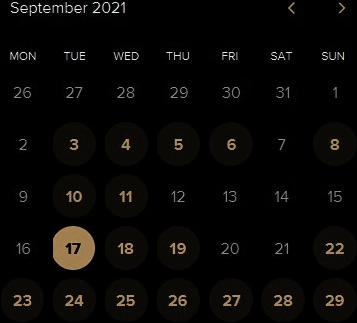 September 2021 < >
MON TUE WED THU FRI SAT SUN
26 27 28 29 30 31 1
2 3 4 5 6 7 8
9 10 11 12 13 14 15
16 17 18 19 20 21 22
23 24 25 26 27 28 29